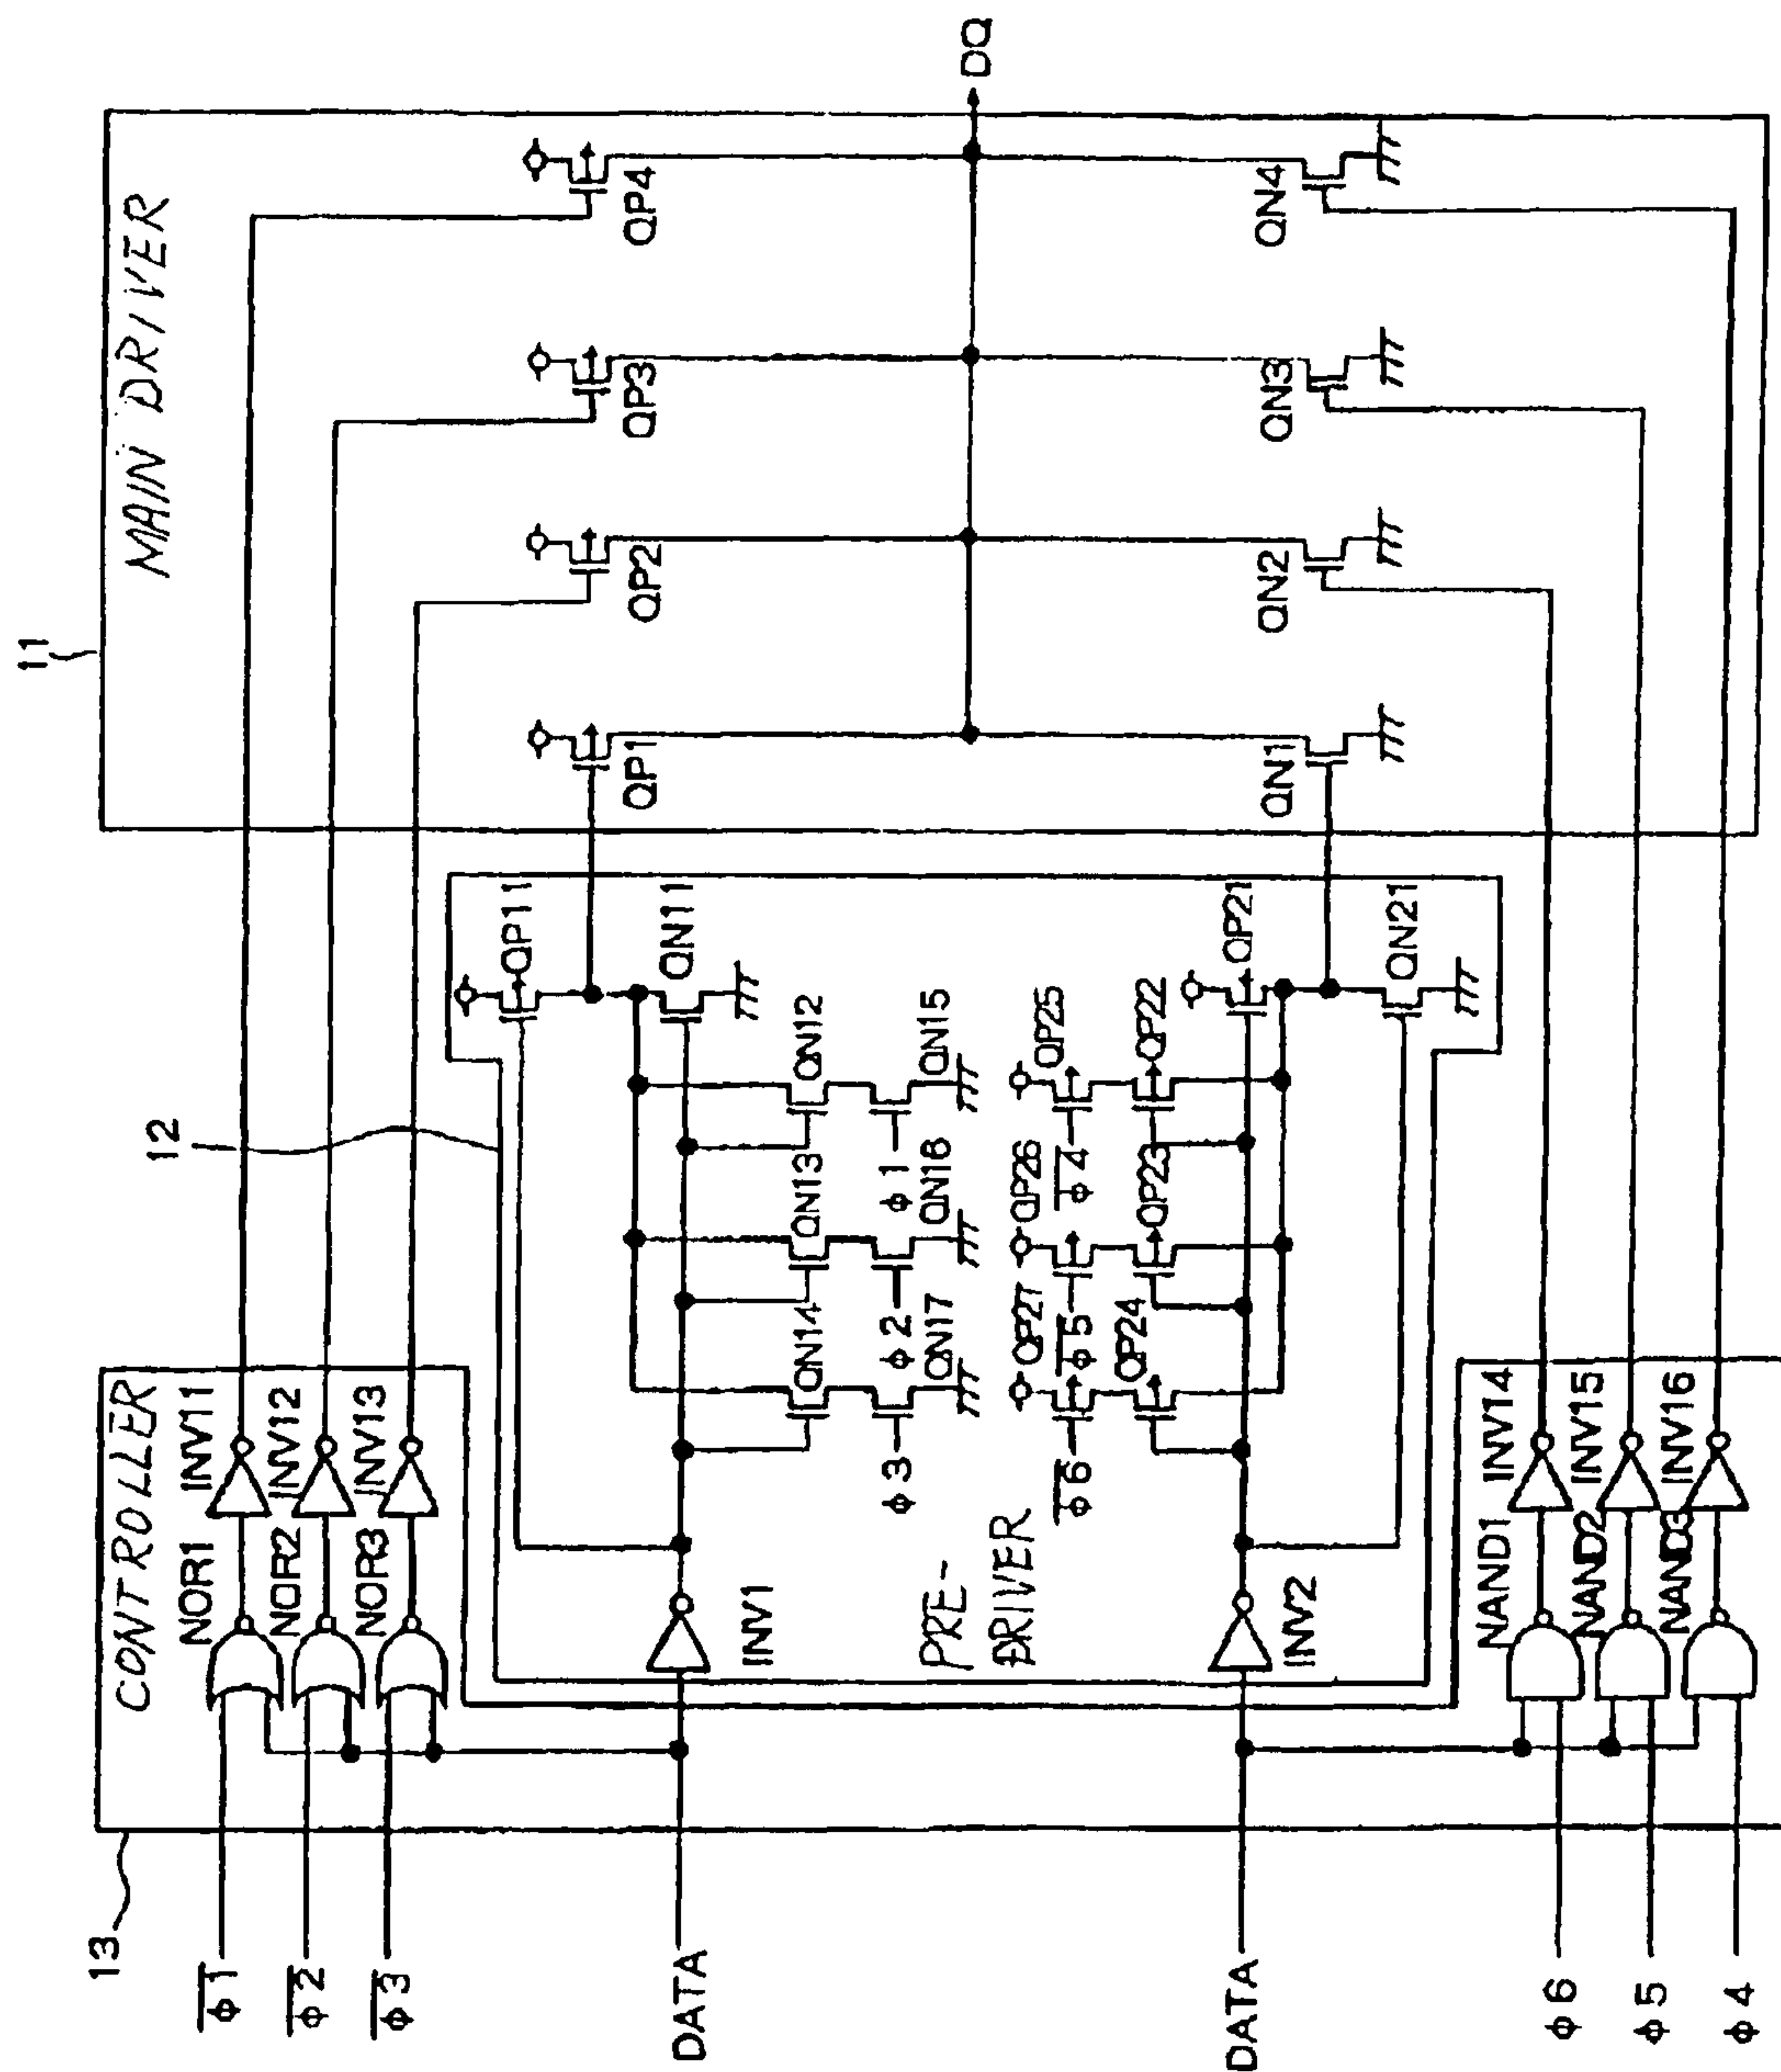 11
MAIN DRIVER
QP4
QP3
QP2
QP1
DQ
QN4
QN3
QN2
QN1
12
QP11
QN11
QN12
QN15
QN13
φ1
QN16
QN14
φ2
QN17
φ3
QP25
QP21
QP22
QP26
φ4
QP23
QP27
φ5
QP24
φ6
QN21
PRE-
DRIVER
INV1
INV2
13
CONTROLLER
NOR1
INV11
NOR2
INV12
NOR3
INV13
NAND1
INV14
NAND2
INV15
NAND3
INV16
φ1
φ2
φ3
DATA
DATA
φ6
φ5
φ4